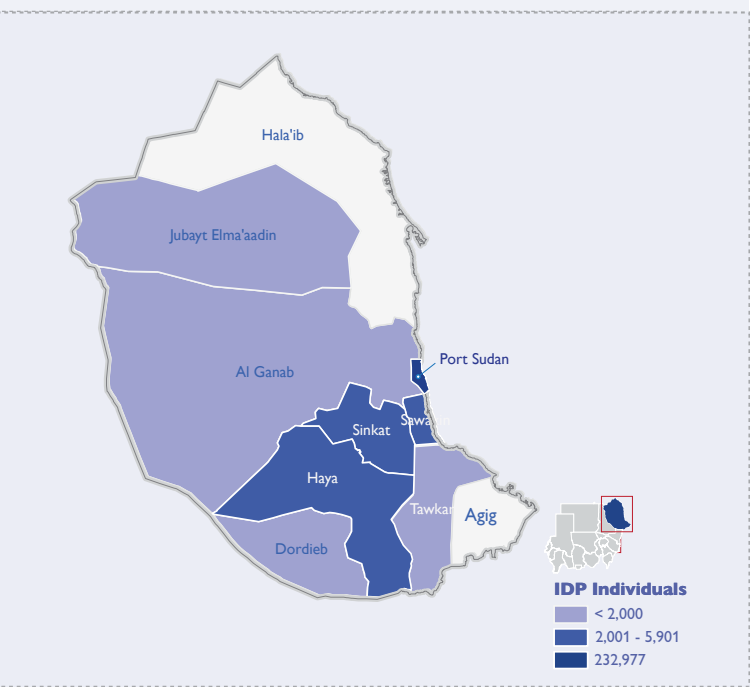 Hala'ib
Jubayt Elma'aadin
Port Sudan
Al Ganab
Sinkat
Haya
Tawkar
Agig
Dordieb
IDP Individuals
< 2,000
2,001 - 5,901
232,977